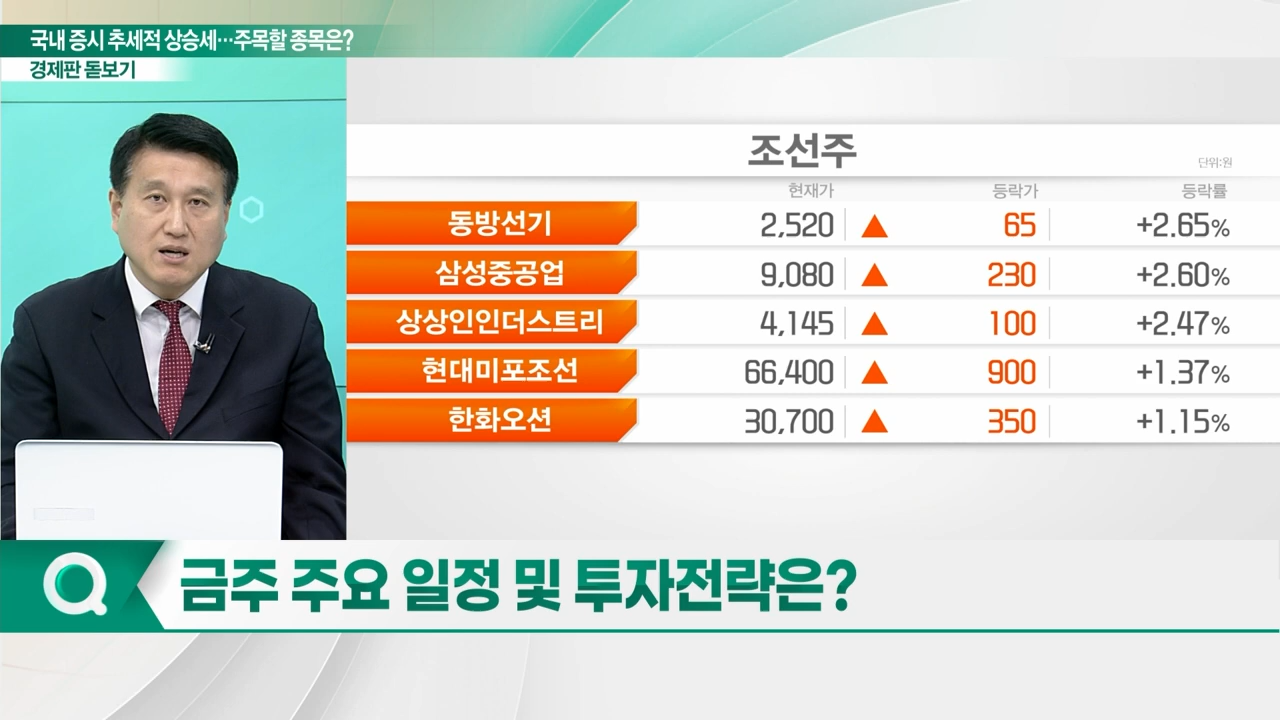 국내 증시 추세적 상승세…주목할 종목은?
경제판 돋보기
조선주
단위:원
현재가 등락가 등락률
동방선기 2,520 ▲ 65 +2.65%
삼성중공업 9,080 ▲ 230 +2.60%
상상인인더스트리 4,145 ▲ 100 +2.47%
현대미포조선 66,400 ▲ 900 +1.37%
한화오션 30,700 ▲ 350 +1.15%
금주 주요 일정 및 투자전략은?